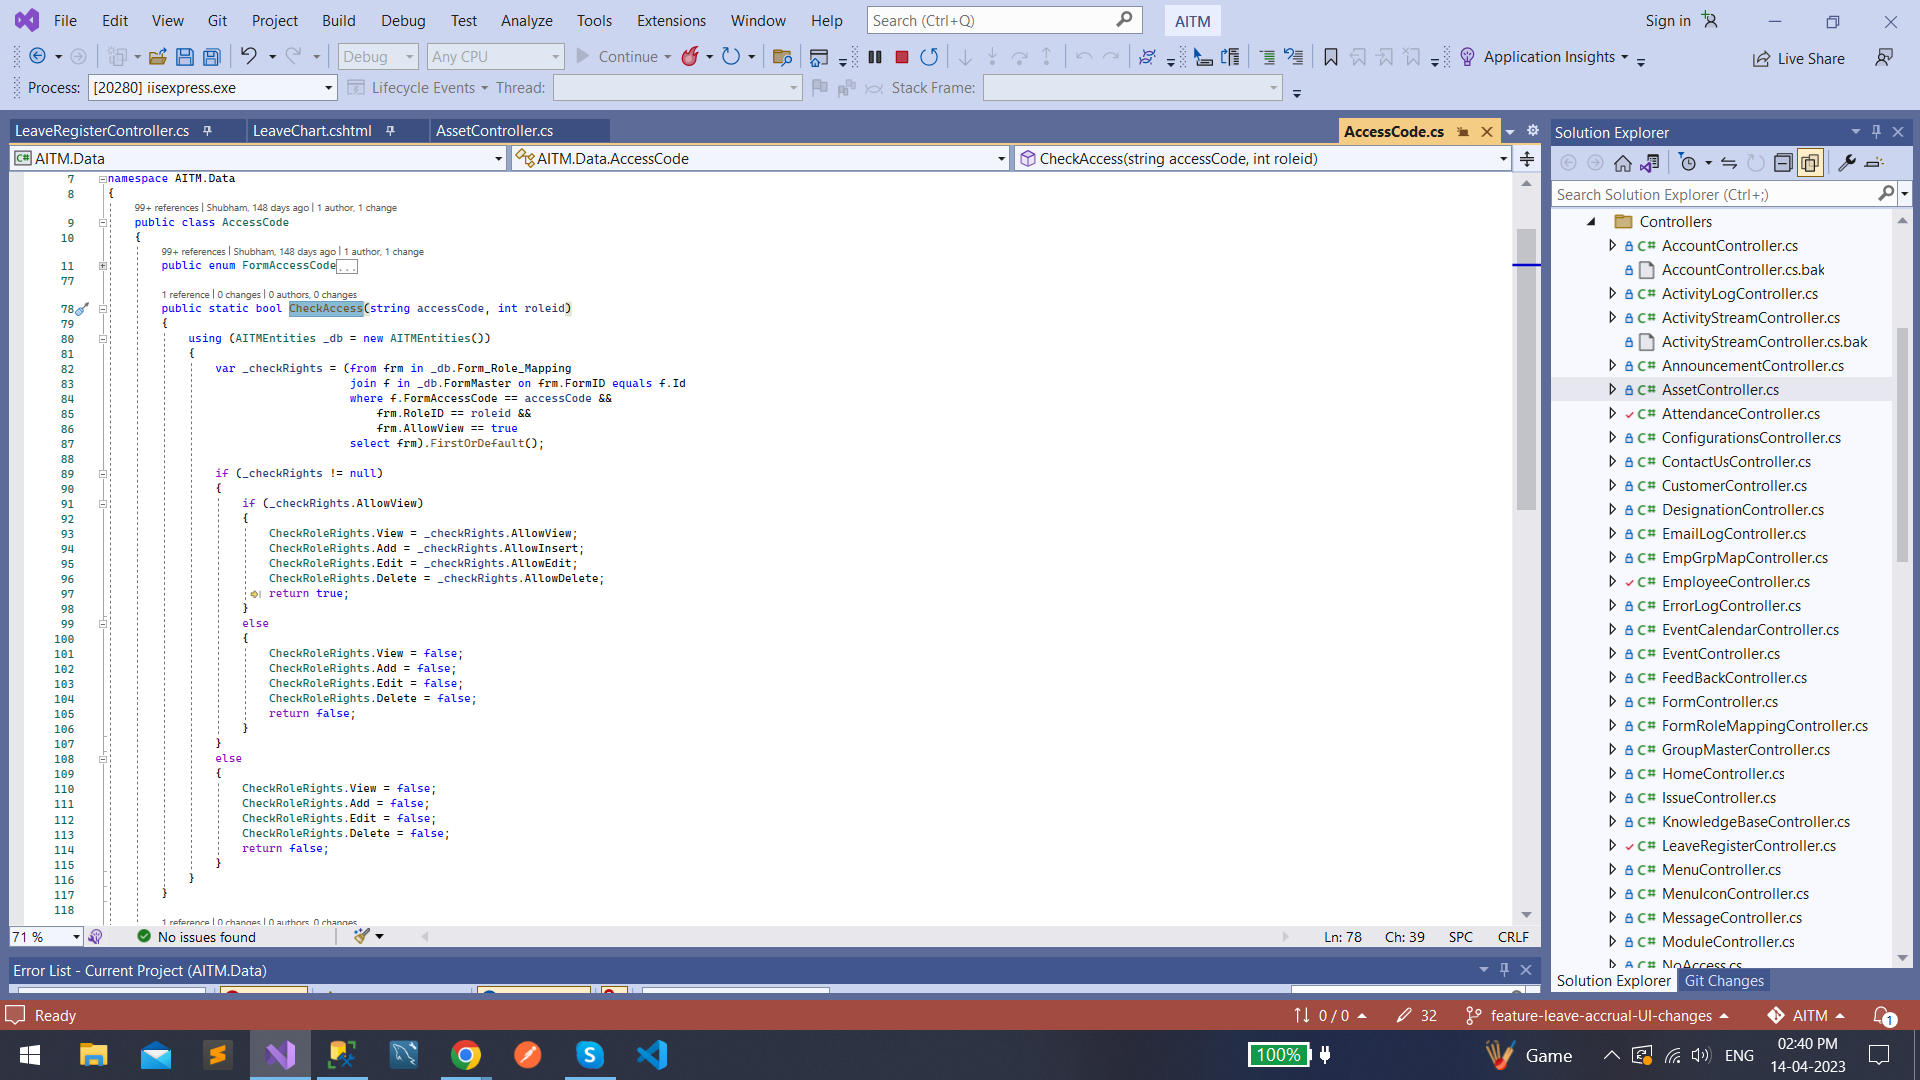 File Edit View Git Project Build Debug Test Analyze Tools Extensions Window Help Search (Ctrl+Q) AITM Sign in
Debug Any CPU Continue Application Insights Live Share
Process: [20280] iisexpress.exe Lifecycle Events Thread: Stack Frame:
LeaveRegisterController.cs LeaveChart.cshtml AssetController.cs AccessCode.cs
AITM.Data AITM.Data.AccessCode CheckAccess(string accessCode, int roleid)
7 namespace AITM.Data
8 {
99+ references | Shubham, 148 days ago | 1 author, 1 change
9 public class AccessCode
10 {
99+ references | Shubham, 148 days ago | 1 author, 1 change
11 public enum FormAccessCode...
77
1 reference | 0 changes | 0 authors, 0 changes
78 public static bool CheckAccess(string accessCode, int roleid)
79 {
80 using (AITMEntities _db = new AITMEntities())
81 {
82 var _checkRights = (from frm in _db.Form_Role_Mapping
83 join f in _db.FormMaster on frm.FormID equals f.Id
84 where f.FormAccessCode == accessCode &&
85 frm.RoleID == roleid &&
86 frm.AllowView == true
87 select frm).FirstOrDefault();
88
89 if (_checkRights != null)
90 {
91 if (_checkRights.AllowView)
92 {
93 CheckRoleRights.View = _checkRights.AllowView;
94 CheckRoleRights.Add = _checkRights.AllowInsert;
95 CheckRoleRights.Edit = _checkRights.AllowEdit;
96 CheckRoleRights.Delete = _checkRights.AllowDelete;
97 return true;
98 }
99 else
100 {
101 CheckRoleRights.View = false;
102 CheckRoleRights.Add = false;
103 CheckRoleRights.Edit = false;
104 CheckRoleRights.Delete = false;
105 return false;
106 }
107 }
108 else
109 {
110 CheckRoleRights.View = false;
111 CheckRoleRights.Add = false;
112 CheckRoleRights.Edit = false;
113 CheckRoleRights.Delete = false;
114 return false;
115 }
116 }
117 }
118
1 reference | 0 changes | 0 authors, 0 changes
71 % No issues found Ln: 78 Ch: 39 SPC CRLF
Error List - Current Project (AITM.Data)
Solution Explorer
Search Solution Explorer (Ctrl+;)
Controllers
C# AccountController.cs
AccountController.cs.bak
C# ActivityLogController.cs
C# ActivityStreamController.cs
ActivityStreamController.cs.bak
C# AnnouncementController.cs
C# AssetController.cs
C# AttendanceController.cs
C# ConfigurationsController.cs
C# ContactUsController.cs
C# CustomerController.cs
C# DesignationController.cs
C# EmailLogController.cs
C# EmpGrpMapController.cs
C# EmployeeController.cs
C# ErrorLogController.cs
C# EventCalendarController.cs
C# EventController.cs
C# FeedBackController.cs
C# FormController.cs
C# FormRoleMappingController.cs
C# GroupMasterController.cs
C# HomeController.cs
C# IssueController.cs
C# KnowledgeBaseController.cs
C# LeaveRegisterController.cs
C# MenuController.cs
C# MenuIconController.cs
C# MessageController.cs
C# ModuleController.cs
C# NoAccess.cs
Solution Explorer Git Changes
Ready 0 / 0 32 feature-leave-accrual-UI-changes AITM 1
100% Game ENG 02:40 PM
14-04-2023